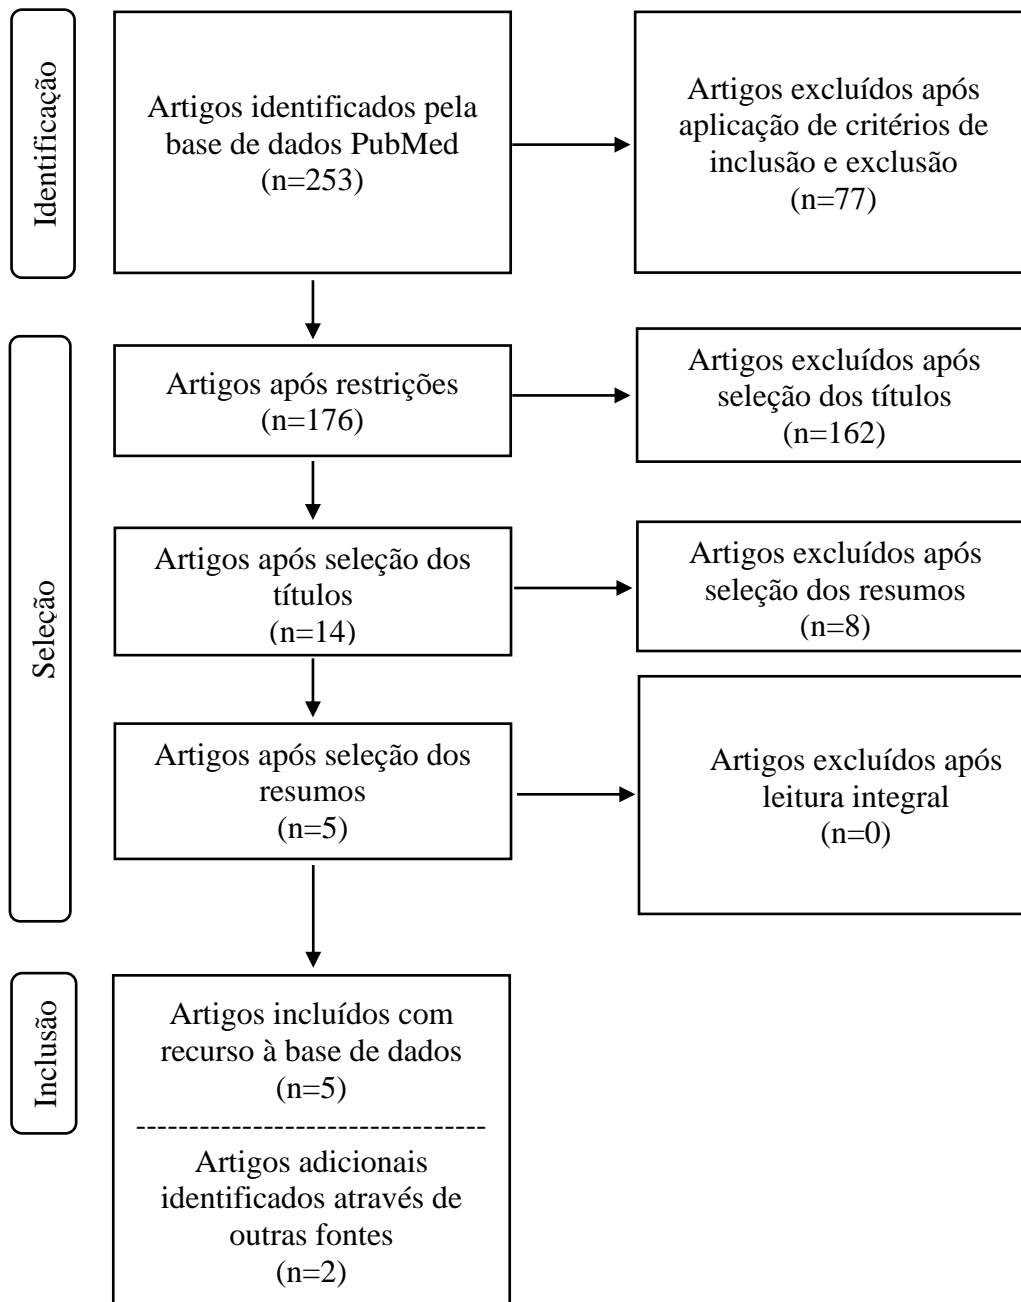 Identificação
Artigos identificados pela
base de dados PubMed
(n=253)
Artigos excluídos após
aplicação de critérios de
inclusão e exclusão
(n=77)
Seleção
Artigos após restrições
(n=176)
Artigos excluídos após
seleção dos títulos
(n=162)
Artigos após seleção dos
títulos
(n=14)
Artigos excluídos após
seleção dos resumos
(n=8)
Artigos após seleção dos
resumos
(n=5)
Artigos excluídos após
leitura integral
(n=0)
Inclusão
Artigos incluídos com
recurso à base de dados
(n=5)
---------------------------------
Artigos adicionais
identificados através de
outras fontes
(n=2)